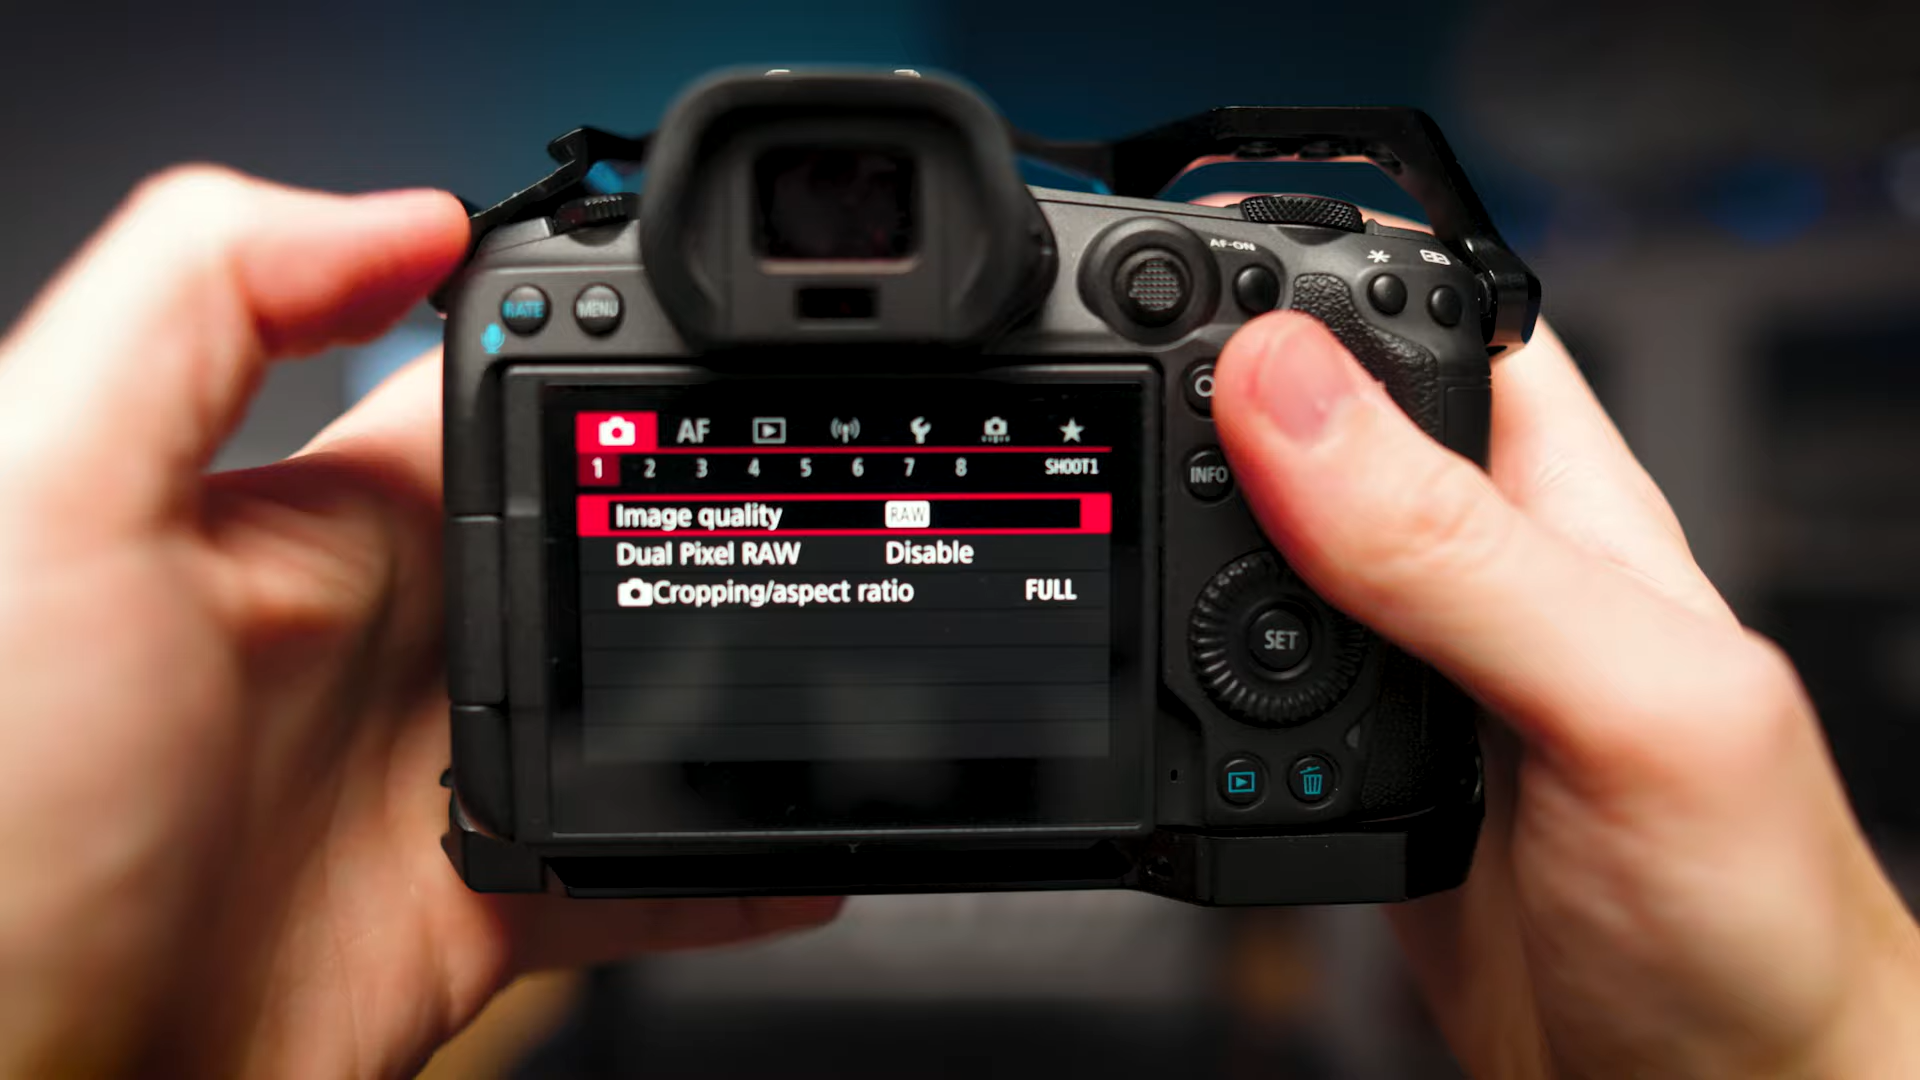 AF-ON
RATE
MENU
Q
INFO
AF
1 2 3 4 5 6 7 8 SHOOT1
Image quality RAW
Dual Pixel RAW Disable
Cropping/aspect ratio FULL
SET